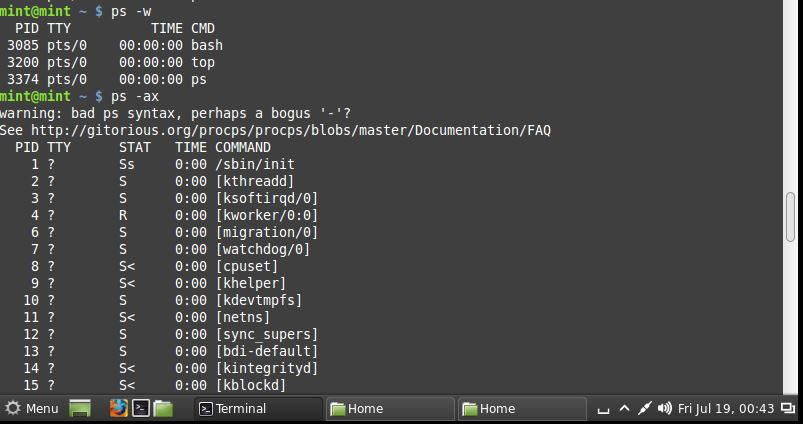 mint@mint ~ $ ps -w
PID TTY TIME CMD
3085 pts/0 00:00:00 bash
3200 pts/0 00:00:00 top
3374 pts/0 00:00:00 ps
mint@mint ~ $ ps -ax
warning: bad ps syntax, perhaps a bogus '-'?
See http://gitorious.org/procps/procps/blobs/master/Documentation/FAQ
PID TTY STAT TIME COMMAND
1 ? Ss 0:00 /sbin/init
2 ? S 0:00 [kthreadd]
3 ? S 0:00 [ksoftirqd/0]
4 ? R 0:00 [kworker/0:0]
6 ? S 0:00 [migration/0]
7 ? S 0:00 [watchdog/0]
8 ? S< 0:00 [cpuset]
9 ? S< 0:00 [khelper]
10 ? S 0:00 [kdevtmpfs]
11 ? S< 0:00 [netns]
12 ? S 0:00 [sync_supers]
13 ? S 0:00 [bdi-default]
14 ? S< 0:00 [kintegrityd]
15 ? S< 0:00 [kblockd]
Menu Terminal Home Home Fri Jul 19, 00:43